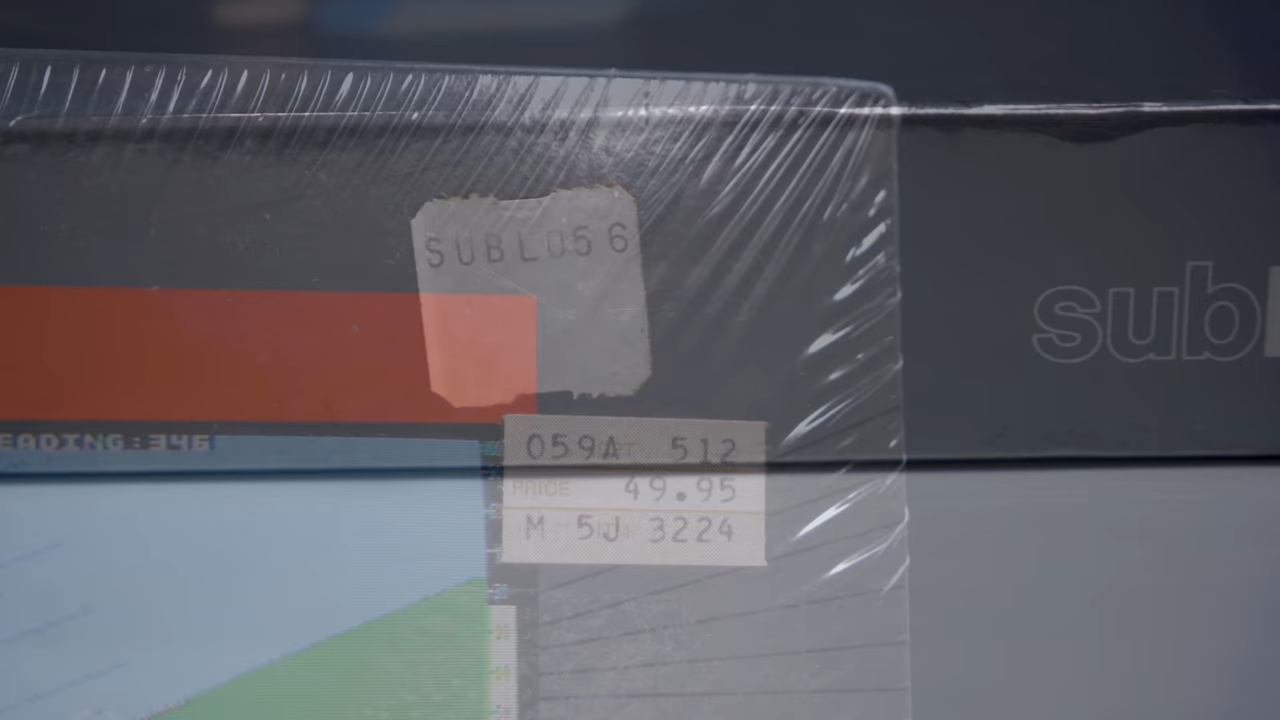 SUBL056
sub
EADING:346
059A 512
PRICE 49.95
M 5J 3224